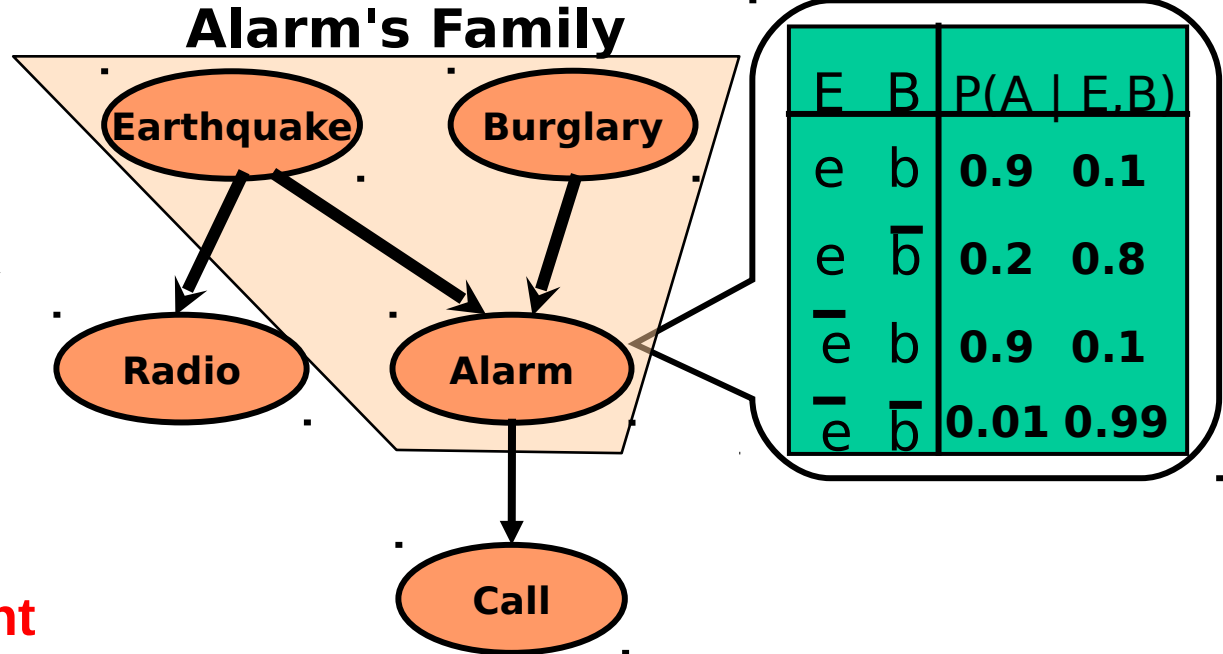 Alarm's Family
Earthquake
Burglary
Radio
Alarm
Call
E B P(A | E,B)
e b 0.9 0.1
e b̅ 0.2 0.8
e̅ b 0.9 0.1
e̅ b̅ 0.01 0.99